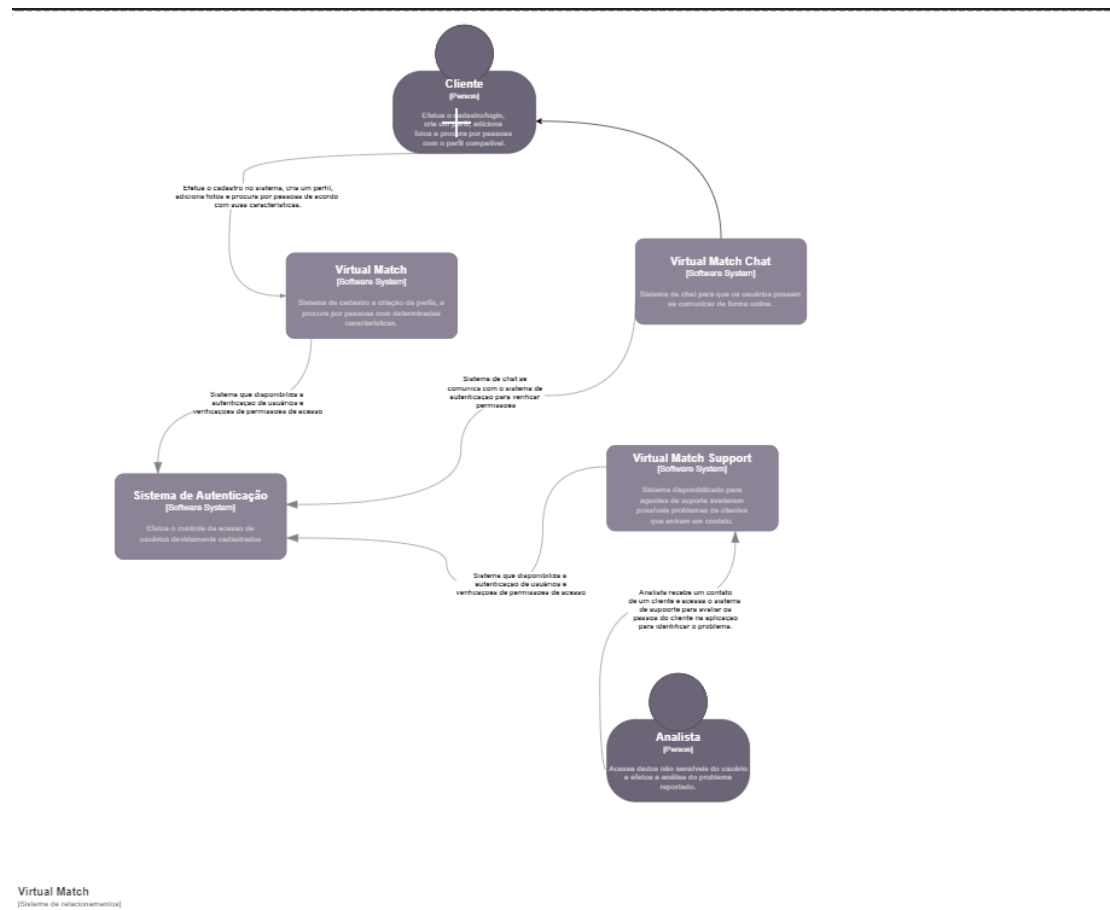 Cliente
[Person]
Efetua o cadastro/login,
cria um perfil, adiciona
fotos e procura por pessoas
com o perfil compatível.
Efetua o cadastro no sistema, cria um perfil,
adiciona fotos e procura por pessoas de acordo
com suas características.
Virtual Match
[Software System]
Sistema de cadastro e criação de perfis, e
procura por pessoas com determinadas
características.
Virtual Match Chat
[Software System]
Sistema de chat para que os usuários possam
se comunicar de forma online.
Sistema que disponibiliza a
autenticação de usuários e
verificações de permissões de acesso
Sistema de chat se
comunica com o sistema de
autenticação para verificar
permissões
Sistema de Autenticação
[Software System]
Efetua o controle de acesso de
usuários devidamente cadastrados
Virtual Match Support
[Software System]
Sistema disponibilizado para
agentes de suporte avaliarem
possíveis problemas de clientes
que entrem em contato.
Sistema que disponibiliza a
autenticação de usuários e
verificações de permissões de acesso
Analista recebe um contato
de um cliente e acessa o sistema
de supoorte para avaliar os
passos do cliente na aplicação
para identificar o problema.
Analista
[Person]
Acessa dados não sensíveis do usuário
e efetua a análise do problema
reportado.
Virtual Match
[Sistema de relacionamentos]